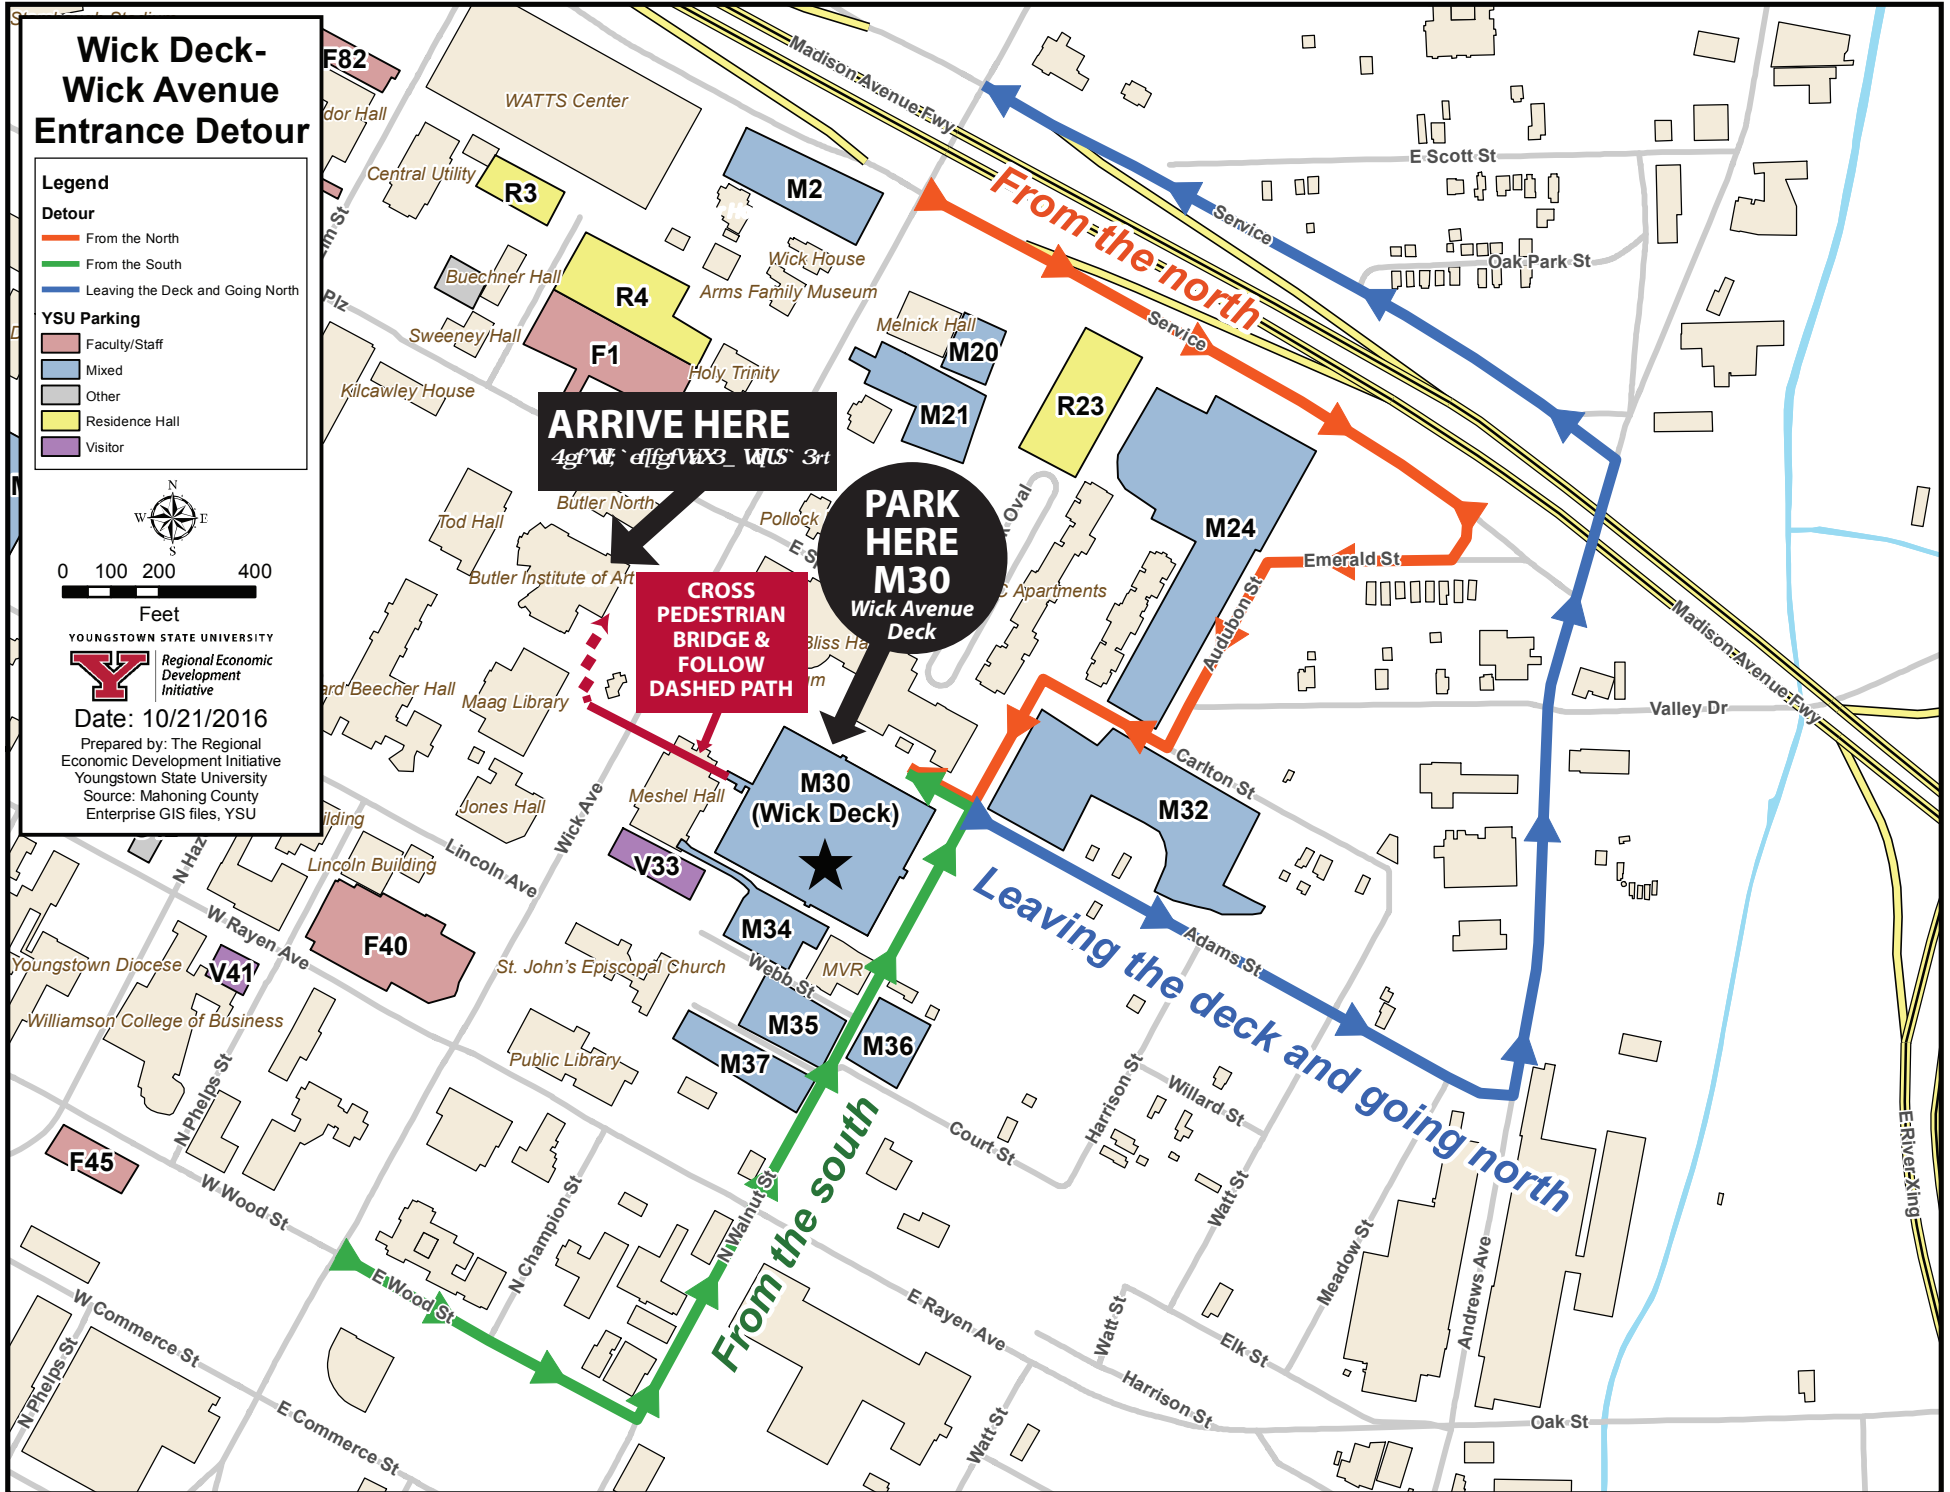 Wick Deck-
Wick Avenue
Entrance Detour
Legend
Detour
From the North
From the South
Leaving the Deck and Going North
YSU Parking
Faculty/Staff
Mixed
Other
Residence Hall
Visitor
N
W E
S
0 100 200 400
Feet
YOUNGSTOWN STATE UNIVERSITY
Y
Regional Economic
Development
Initiative
Date: 10/21/2016
Prepared by: The Regional
Economic Development Initiative
Youngstown State University
Source: Mahoning County
Enterprise GIS files, YSU
F82
WATTS Center
Madison Avenue Fwy
Central Utility
R3
M2
E Scott St
Service
From the north
Oak Park St
Wick House
Buechner Hall
R4
Arms Family Museum
Plz
Sweeney Hall
F1
Melnick Hall
M20
Service
Holy Trinity
Kilcawley House
M21
R23
ARRIVE HERE
PARK
HERE
M30
Wick Avenue
Deck
Butler North
Tod Hall
Pollock
Oval
M24
Butler Institute of Art
Emerald St
Apartments
CROSS
PEDESTRIAN
BRIDGE &
FOLLOW
DASHED PATH
Audubon St
Madison Avenue Fwy
Beecher Hall
Maag Library
Valley Dr
Carlton St
M30
(Wick Deck)
Meshel Hall
Jones Hall
Wick Ave
M32
Lincoln Building
Lincoln Ave
V33
W Rayen Ave
F40
M34
Youngstown Diocese
V41
St. John's Episcopal Church
Webb St
MVR
Adams St
Leaving the deck and going north
Williamson College of Business
M35
M36
M37
Public Library
N Phelps St
Harrison St
Willard St
Court St
F45
W Wood St
N Champion St
N Walnut St
From the south
Watt St
Meadow St
Andrews Ave
E River Xing
E Wood St
W Commerce St
E Rayen Ave
Watt St
Elk St
N Phelps St
Harrison St
Oak St
E Commerce St
Watt St